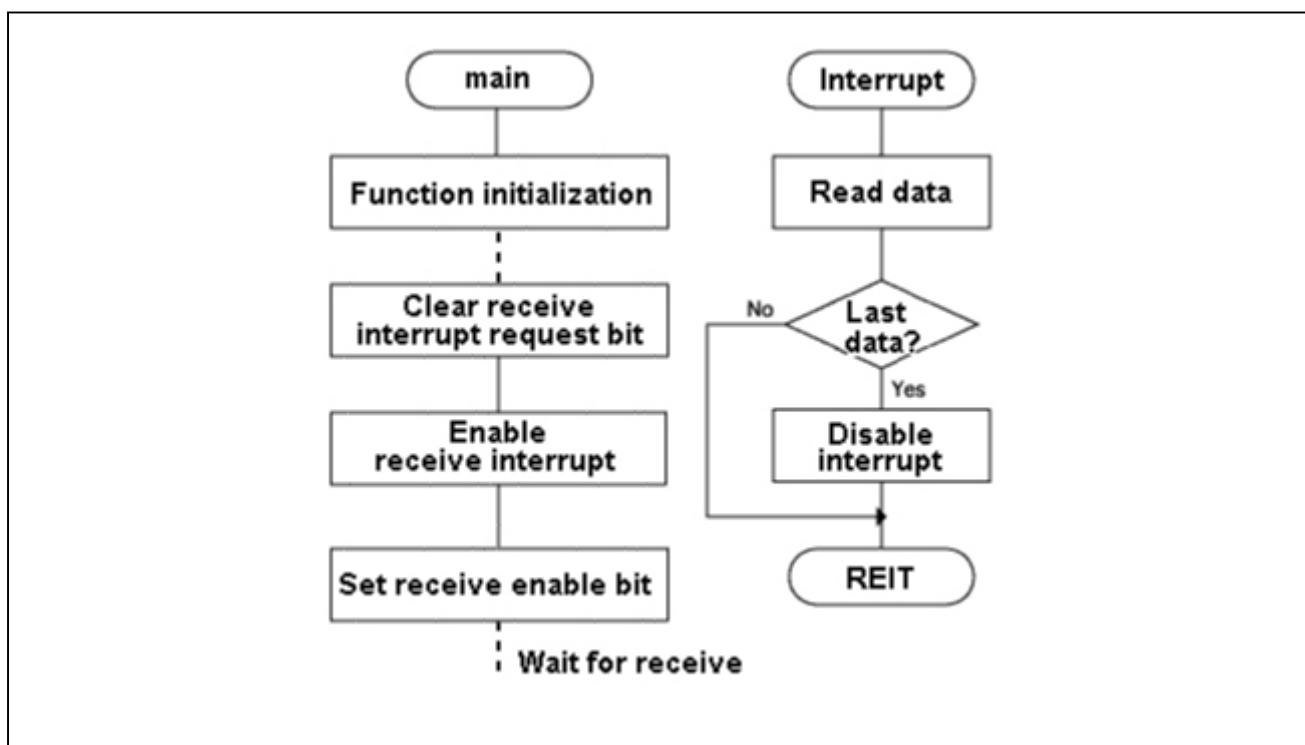 main
Function initialization
Clear receive
interrupt request bit
Enable
receive interrupt
Set receive enable bit
Wait for receive
Interrupt
Read data
Last
data?
No
Yes
Disable
interrupt
REIT